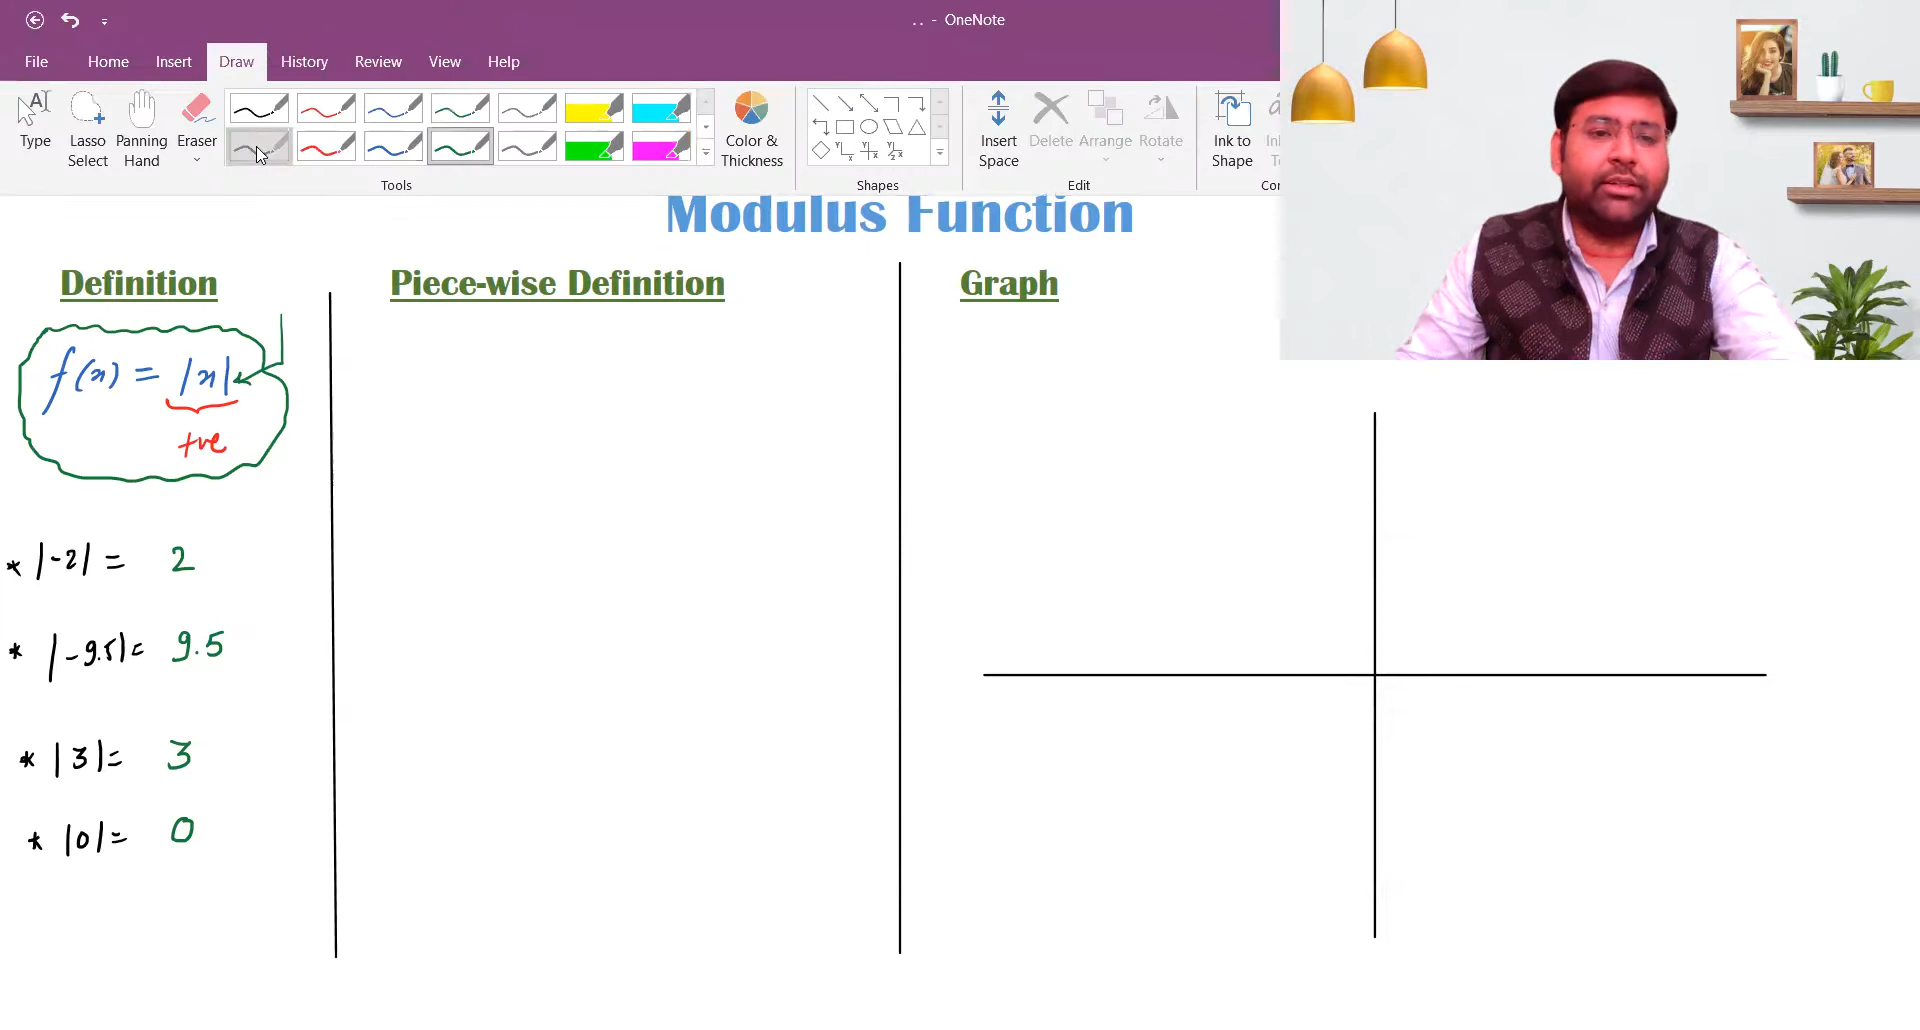 .. - OneNote
File Home Insert Draw History Review View Help
Type
Lasso Select
Panning Hand
Eraser
Color & Thickness
Insert Space
Delete
Arrange
Rotate
Ink to Shape
Tools
Shapes
Edit
Modulus Function
Definition
Piece-wise Definition
Graph
f(x) = |x|
+ve
* |-2| = 2
* |-9.5| = 9.5
* |3| = 3
* |0| = 0